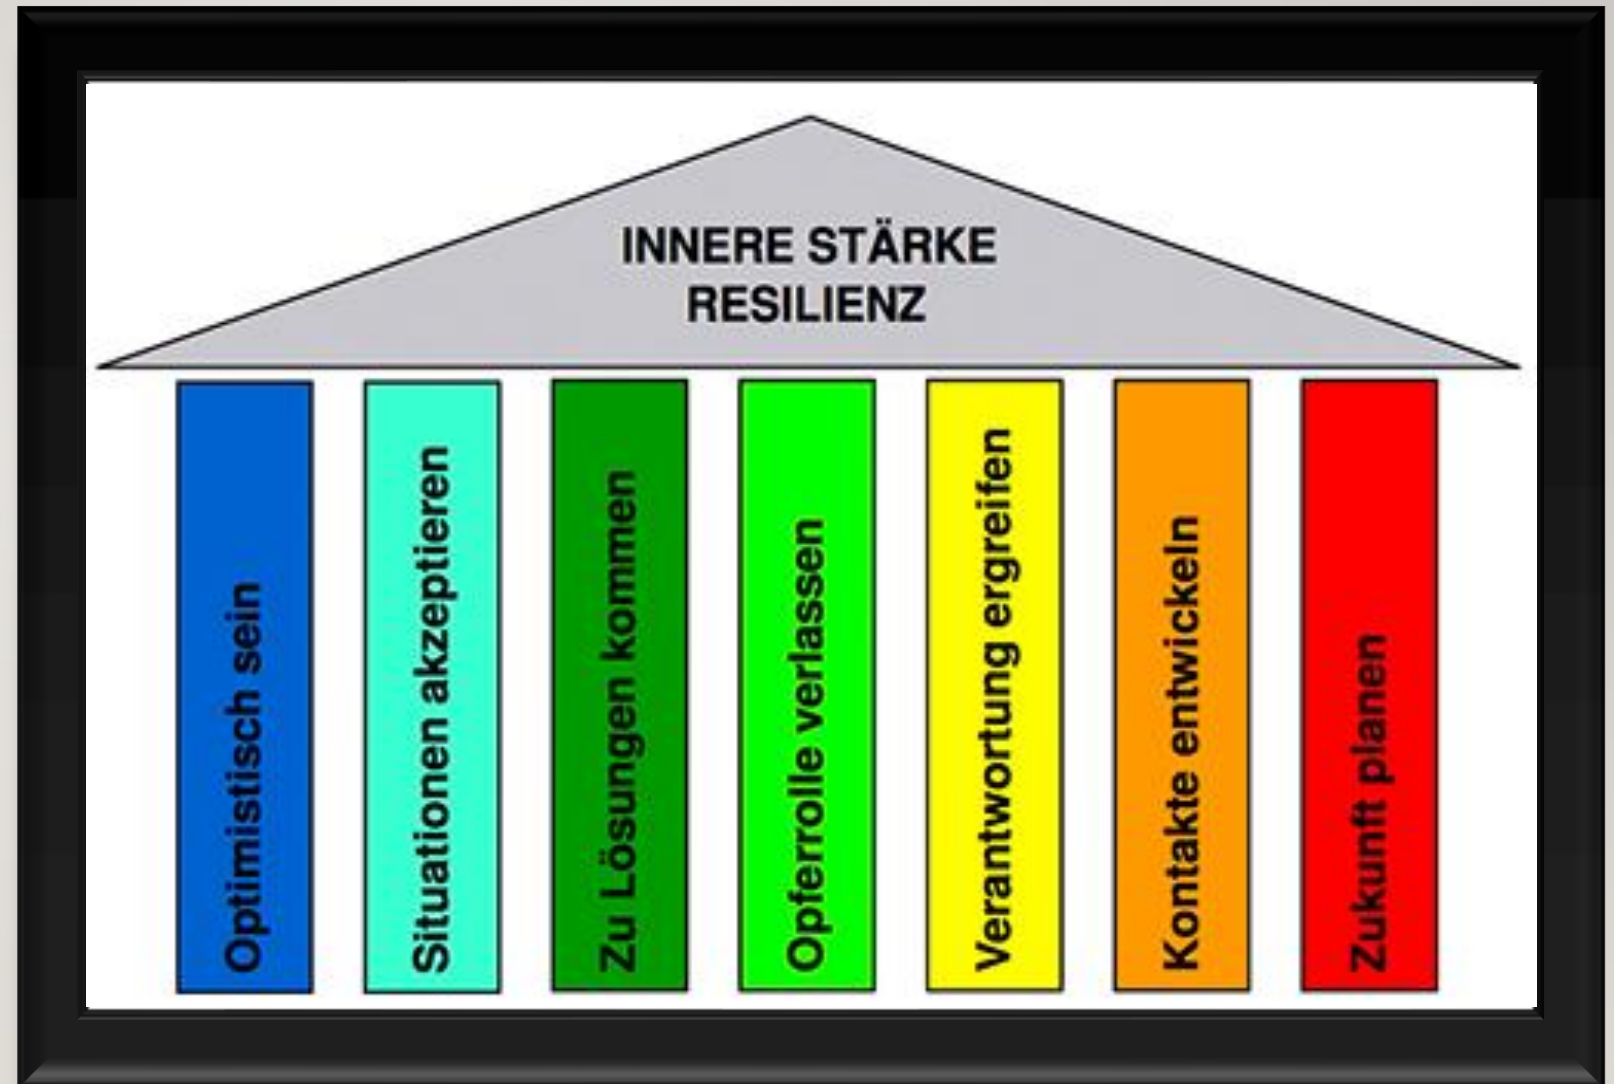 INNERE STÄRKE
RESILIENZ
Optimistisch sein
Situationen akzeptieren
Zu Lösungen kommen
Opferrolle verlassen
Verantwortung ergreifen
Kontakte entwickeln
Zukunft planen